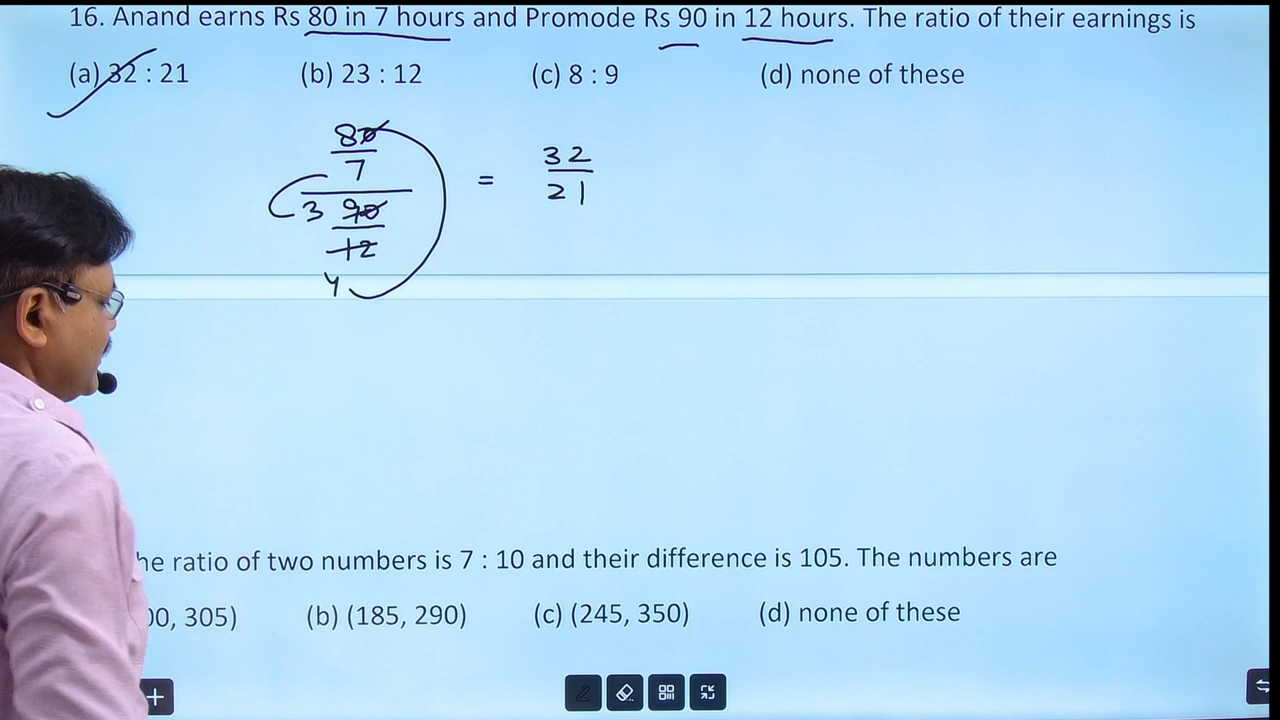 16. Anand earns Rs 80 in 7 hours and Promode Rs 90 in 12 hours. The ratio of their earnings is
(a) 32 : 21 (b) 23 : 12 (c) 8 : 9 (d) none of these
80
7
3 90
12
4
= 32
21
he ratio of two numbers is 7 : 10 and their difference is 105. The numbers are
00, 305) (b) (185, 290) (c) (245, 350) (d) none of these